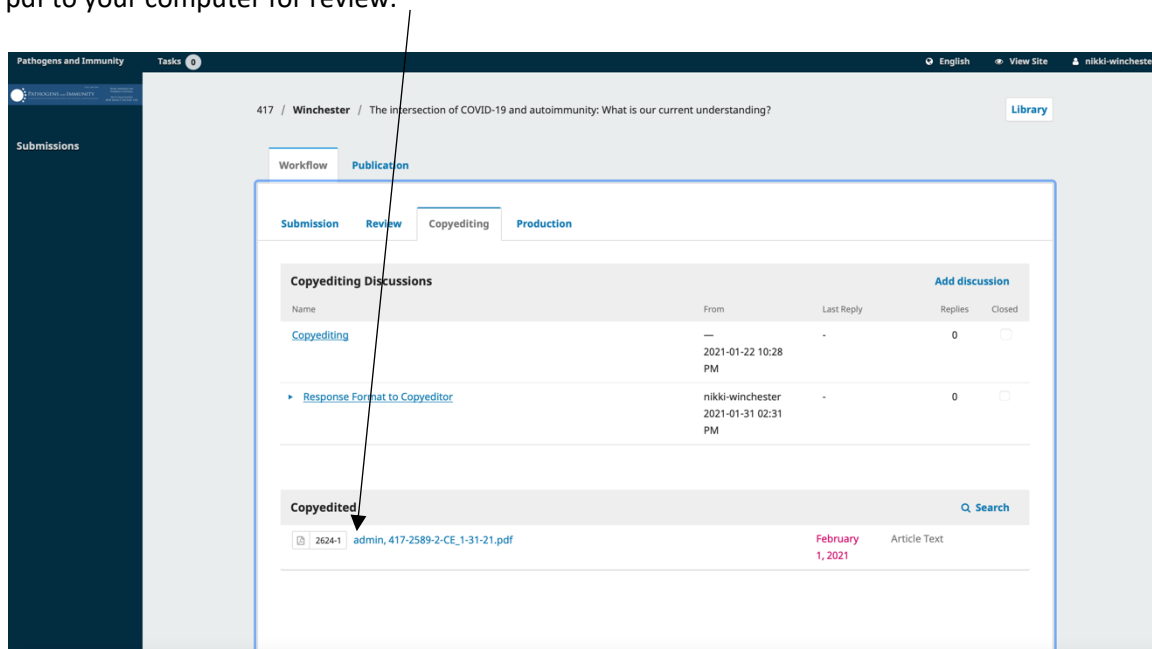 pdf to your computer for review.
Pathogens and Immunity Tasks 0 English View Site nikki-winchester
PATHOGENS AND IMMUNITY
417 / Winchester / The intersection of COVID-19 and autoimmunity: What is our current understanding? Library
Submissions
Workflow Publication
Submission Review Copyediting Production
Copyediting Discussions Add discussion
Name From Last Reply Replies Closed
Copyediting — - 0
2021-01-22 10:28
PM
Response Format to Copyeditor nikki-winchester - 0
2021-01-31 02:31
PM
Copyedited Search
2624-1 admin, 417-2589-2-CE_1-31-21.pdf February Article Text
1, 2021